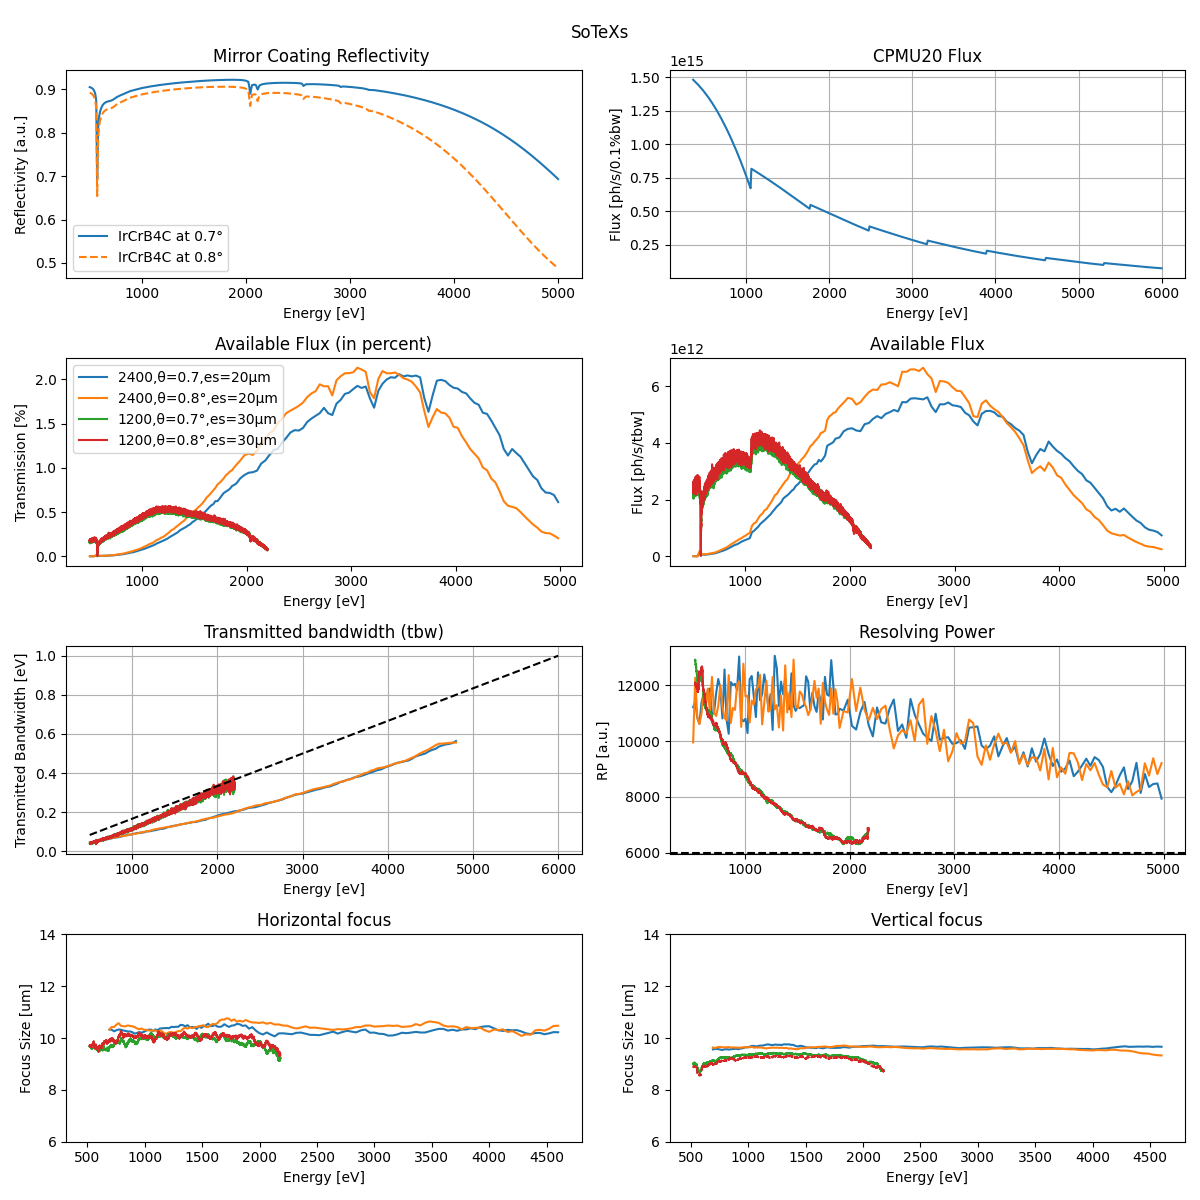 SoTeXs
Mirror Coating Reflectivity
Reflectivity [a.u.]
0.9
0.8
0.7
0.6
0.5
IrCrB4C at 0.7°
IrCrB4C at 0.8°
1000 2000 3000 4000 5000
Energy [eV]
CPMU20 Flux
1e15
Flux [ph/s/0.1%bw]
1.50
1.25
1.00
0.75
0.50
0.25
1000 2000 3000 4000 5000 6000
Energy [eV]
Available Flux (in percent)
Transmission [%]
2.0
1.5
1.0
0.5
0.0
2400,θ=0.7,es=20μm
2400,θ=0.8°,es=20μm
1200,θ=0.7°,es=30μm
1200,θ=0.8°,es=30μm
1000 2000 3000 4000 5000
Energy [eV]
Available Flux
1e12
Flux [ph/s/tbw]
6
4
2
0
1000 2000 3000 4000 5000
Energy [eV]
Transmitted bandwidth (tbw)
Transmitted Bandwidth [eV]
1.0
0.8
0.6
0.4
0.2
0.0
1000 2000 3000 4000 5000 6000
Energy [eV]
Resolving Power
RP [a.u.]
12000
10000
8000
6000
1000 2000 3000 4000 5000
Energy [eV]
Horizontal focus
Focus Size [um]
14
12
10
8
6
500 1000 1500 2000 2500 3000 3500 4000 4500
Energy [eV]
Vertical focus
Focus Size [um]
14
12
10
8
6
500 1000 1500 2000 2500 3000 3500 4000 4500
Energy [eV]